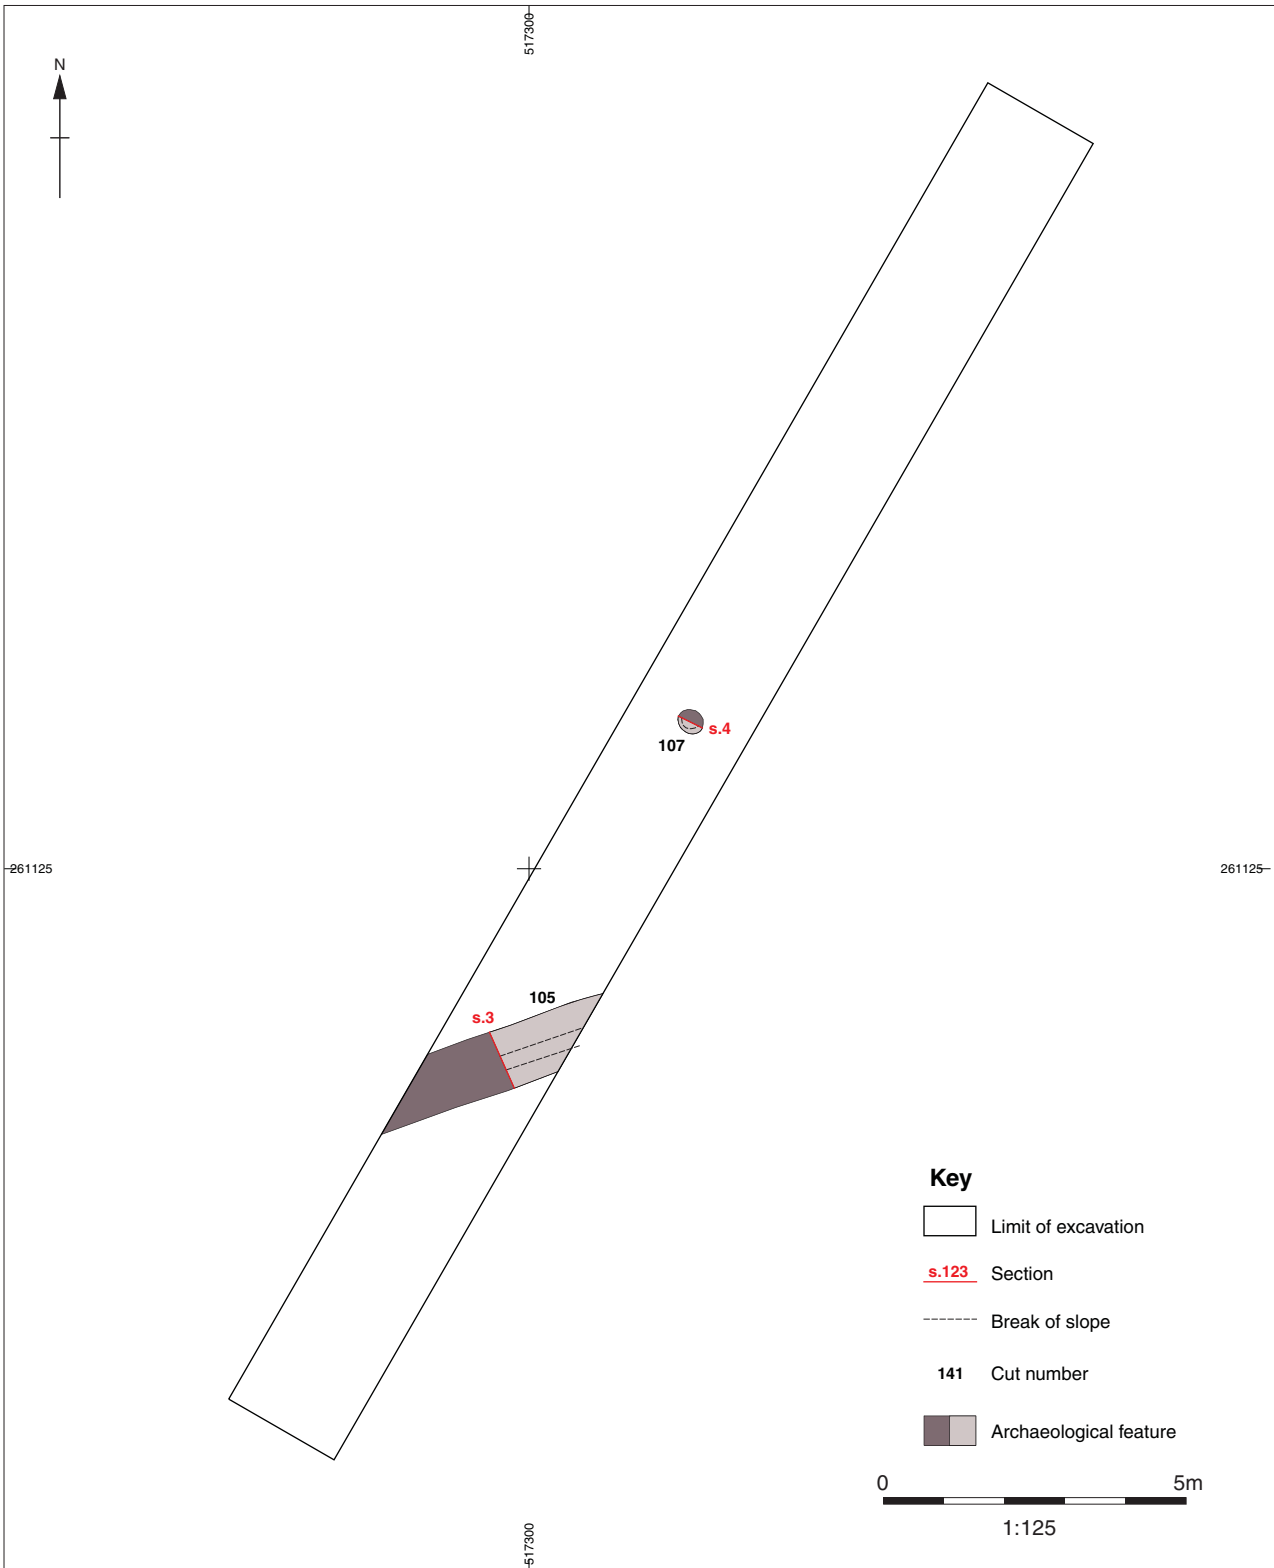 517300
N
s.4
107
261125
261125
105
s.3
Key
Limit of excavation
s.123 Section
Break of slope
141 Cut number
Archaeological feature
0 5m
1:125
517300